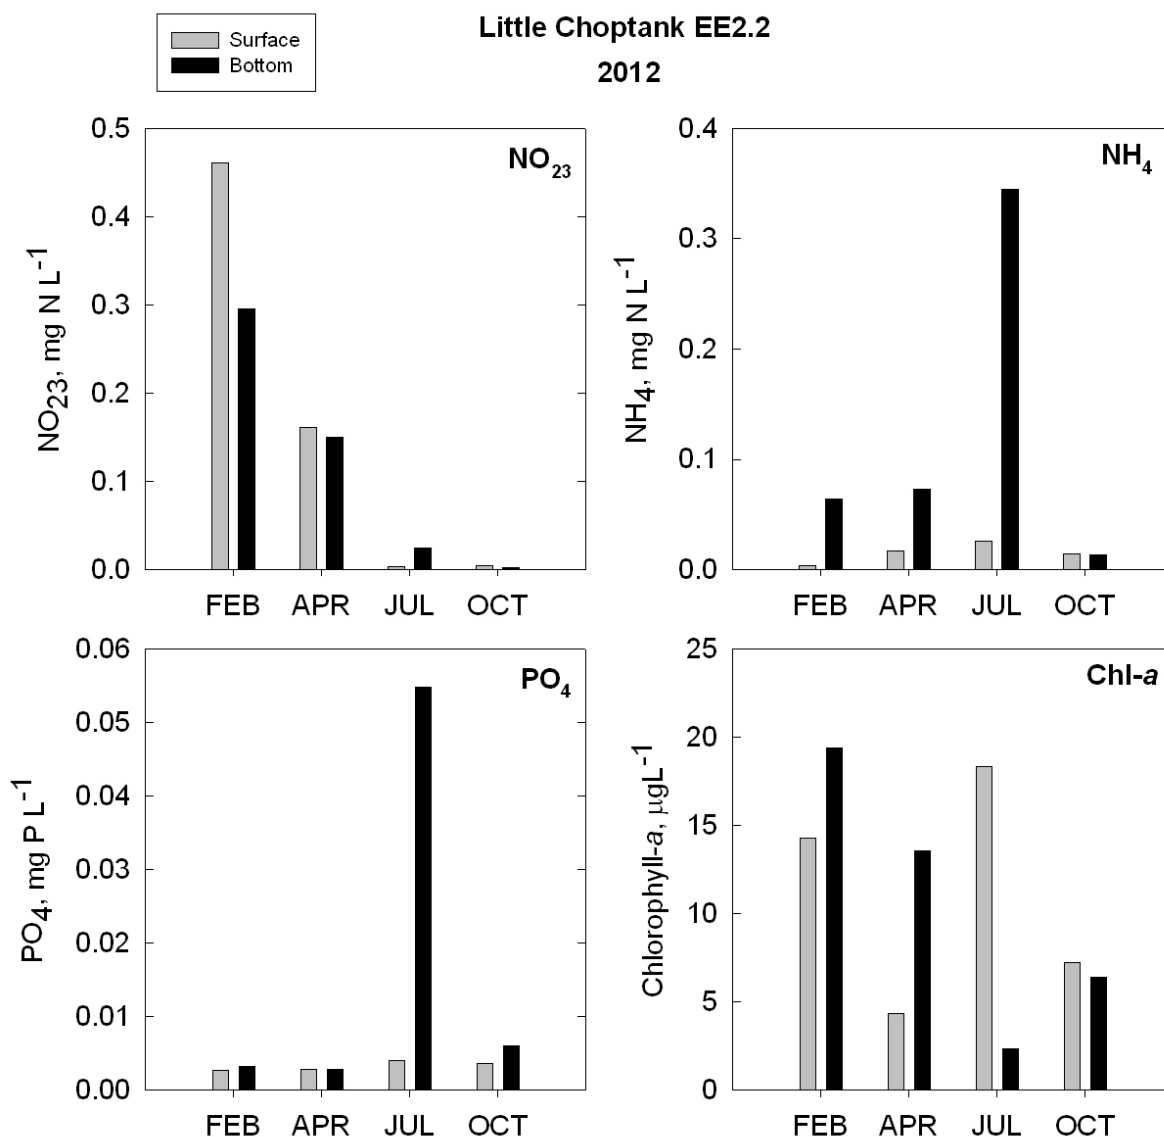 Surface
Bottom
Little Choptank EE2.2
2012
NO23
NO23, mg N L-1
0.5
0.4
0.3
0.2
0.1
0.0
FEB APR JUL OCT
NH4
NH4, mg N L-1
0.4
0.3
0.2
0.1
0.0
FEB APR JUL OCT
PO4
PO4, mg P L-1
0.06
0.05
0.04
0.03
0.02
0.01
0.00
FEB APR JUL OCT
Chl-a
Chlorophyll-a, µgL-1
25
20
15
10
5
0
FEB APR JUL OCT